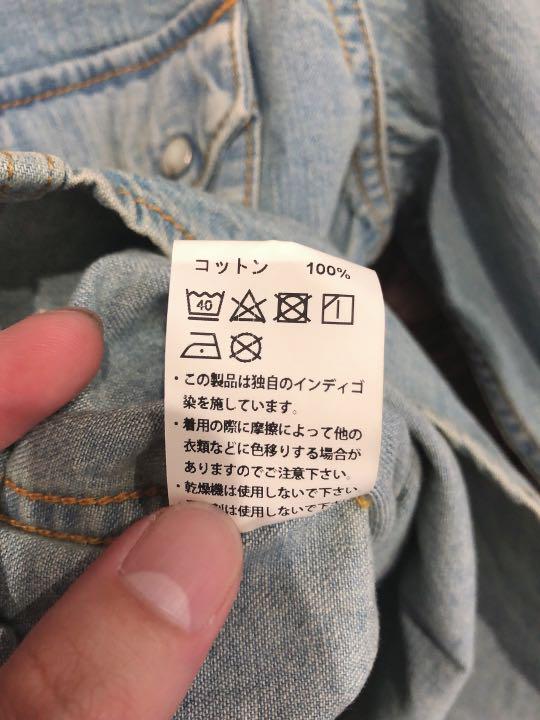 コットン 100%
40
・この製品は独自のインディゴ
染を施しています。
・着用の際に摩擦によって他の
衣類などに色移りする場合が
ありますのでご注意下さい。
・乾燥機は使用しないで下さい
剤は使用しないで下さい